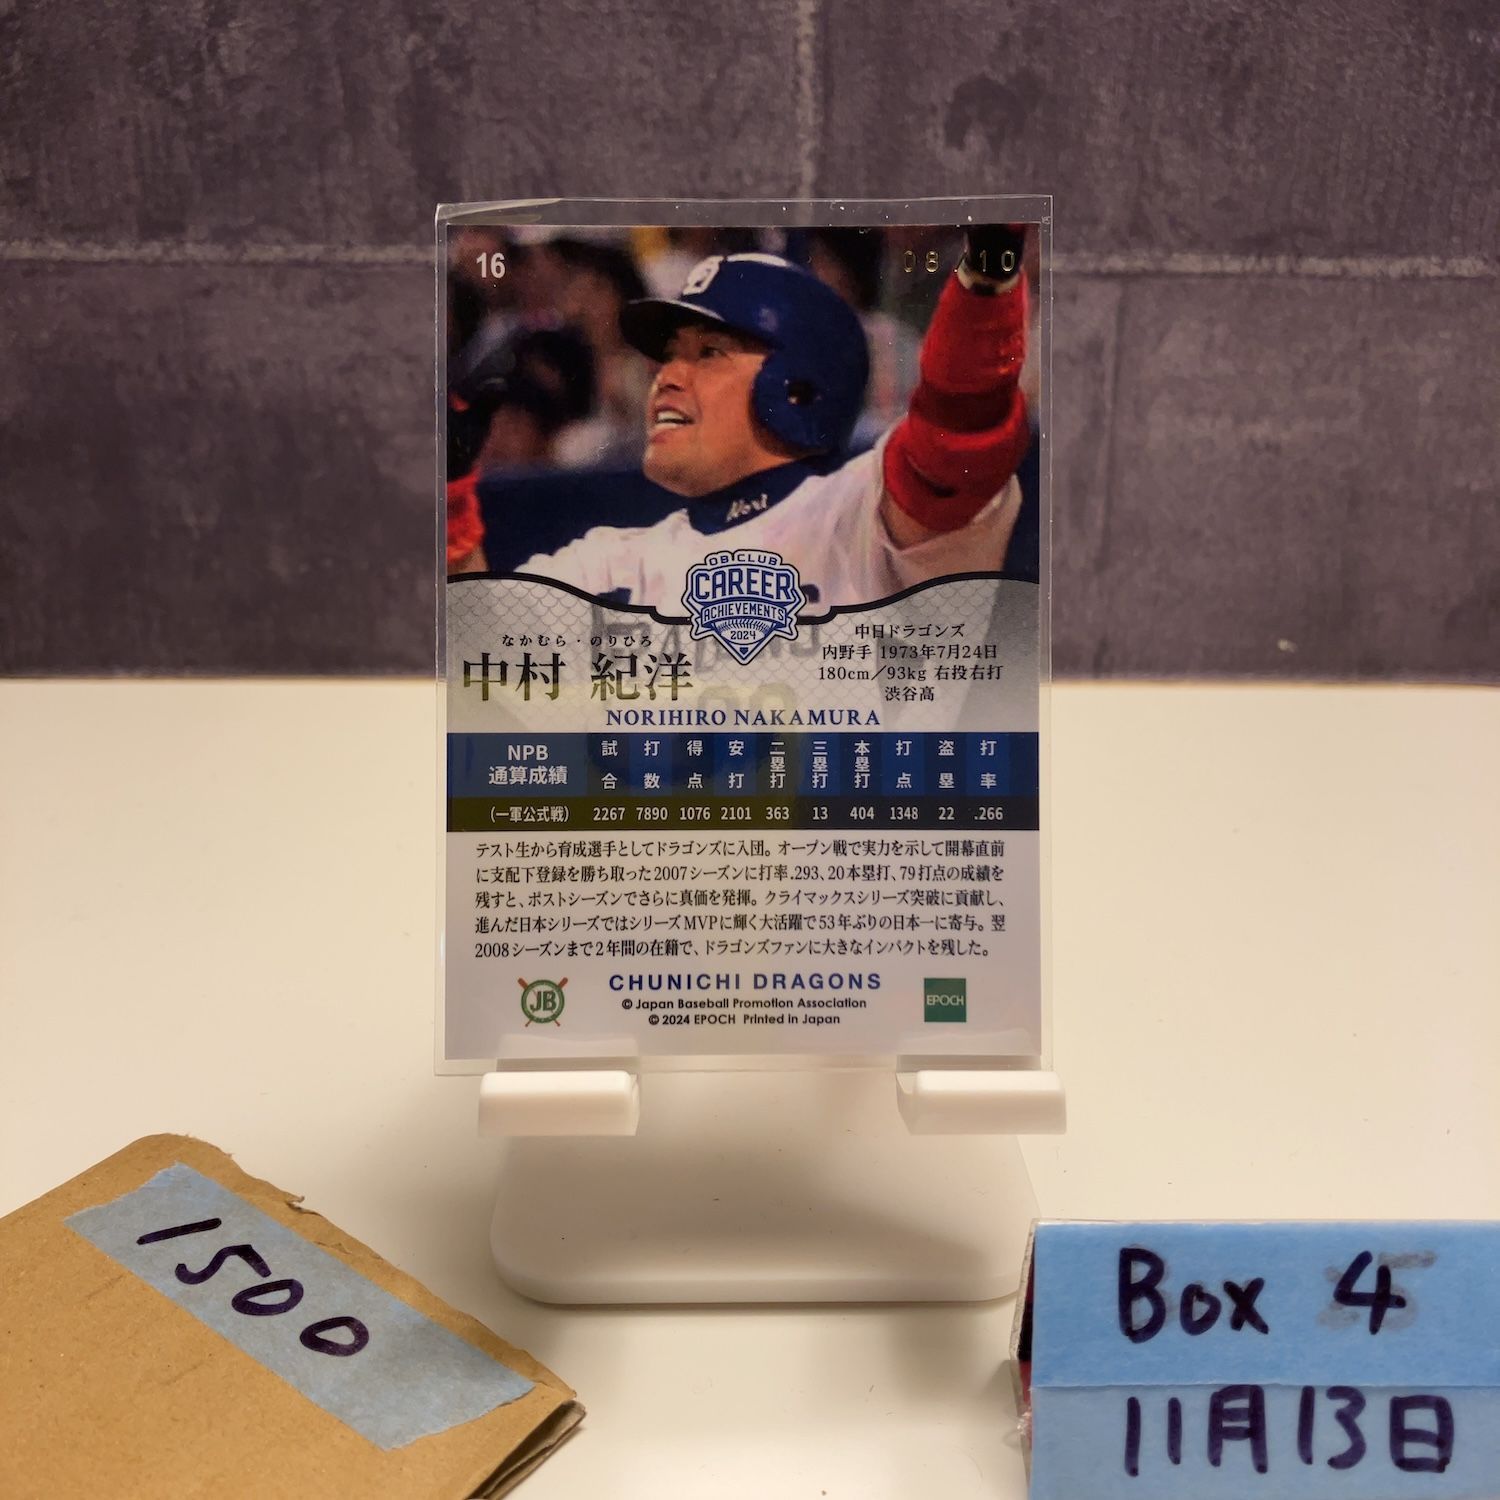 16
08/10
Nori
OB CLUB
CAREER
ACHIEVEMENTS
2024
なかむら・のりひろ
中村 紀洋
NORIHIRO NAKAMURA
中日ドラゴンズ
内野手 1973年7月24日
180cm/93kg 右投右打
渋谷高
NPB 通算成績 試合 打数 得点 安打 二塁打 三塁打 本塁打 打点 盗塁 打率
(一軍公式戦) 2267 7890 1076 2101 363 13 404 1348 22 .266
テスト生から育成選手としてドラゴンズに入団。オープン戦で実力を示して開幕直前
に支配下登録を勝ち取った2007シーズンに打率.293、20本塁打、79打点の成績を
残すと、ポストシーズンでさらに真価を発揮。クライマックスシリーズ突破に貢献し、
進んだ日本シリーズではシリーズMVPに輝く大活躍で53年ぶりの日本一に寄与。翌
2008シーズンまで2年間の在籍で、ドラゴンズファンに大きなインパクトを残した。
JB
CHUNICHI DRAGONS
© Japan Baseball Promotion Association
© 2024 EPOCH Printed in Japan
EPOCH
1500
Box 4
11月13日